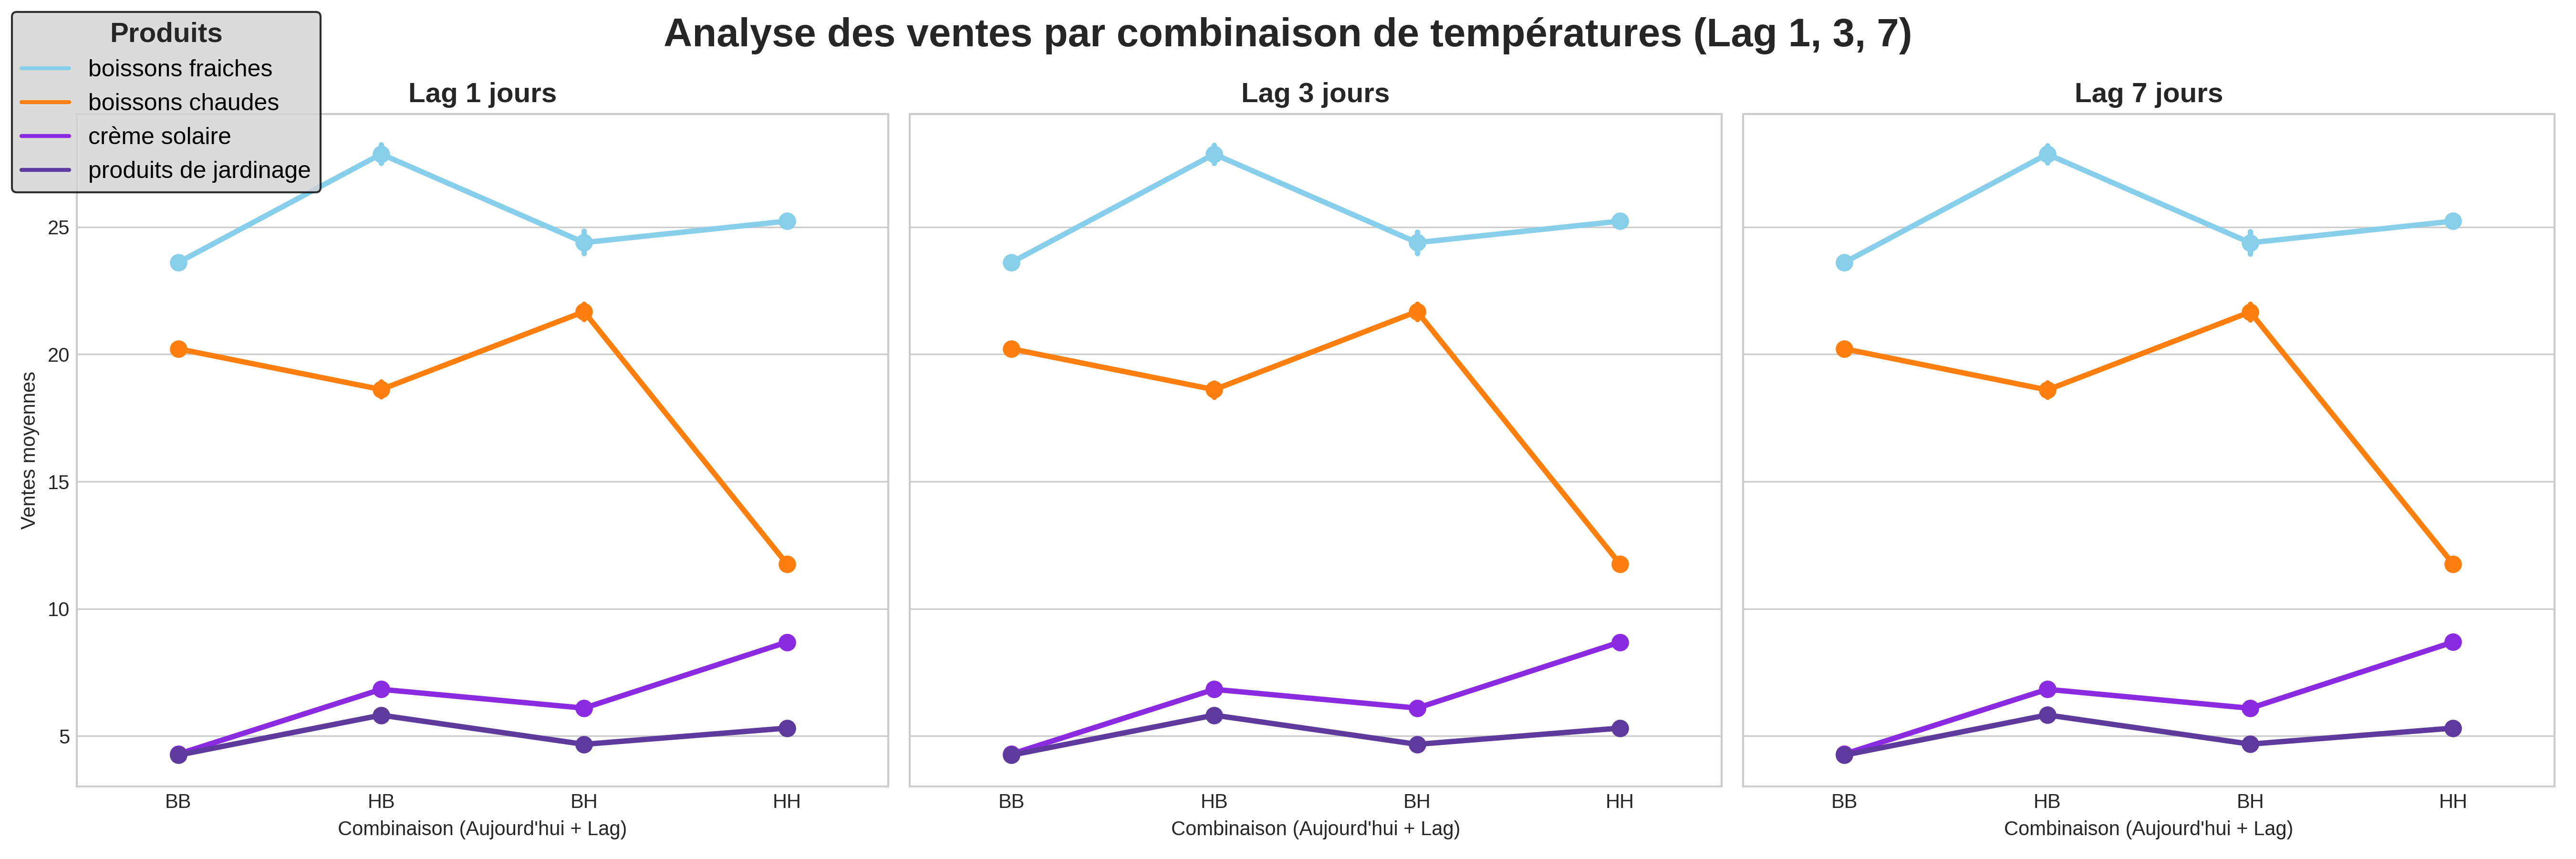 Analyse des ventes par combinaison de températures (Lag 1, 3, 7)
Produits
boissons fraiches
boissons chaudes
crème solaire
produits de jardinage
Lag 1 jours
Lag 3 jours
Lag 7 jours
Ventes moyennes
25
20
15
10
5
BB HB BH HH
Combinaison (Aujourd'hui + Lag)
BB HB BH HH
Combinaison (Aujourd'hui + Lag)
BB HB BH HH
Combinaison (Aujourd'hui + Lag)